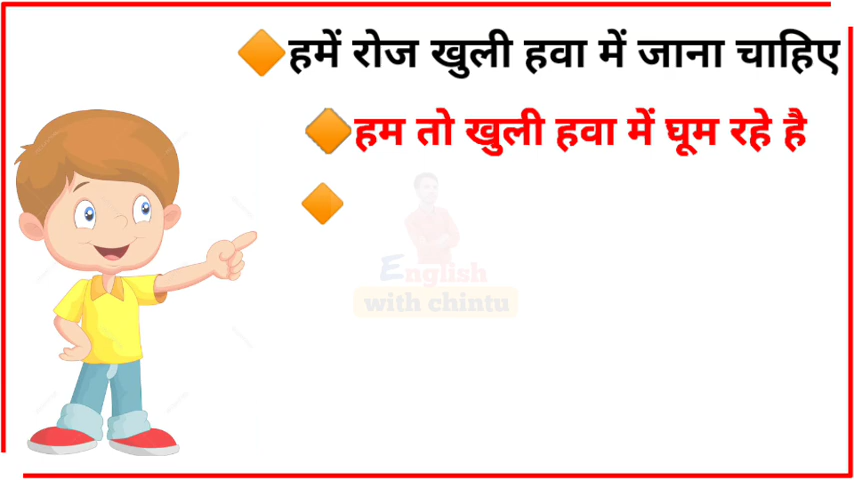 हमें रोज खुली हवा में जाना चाहिए
हम तो खुली हवा में घूम रहे है
English
with chintu